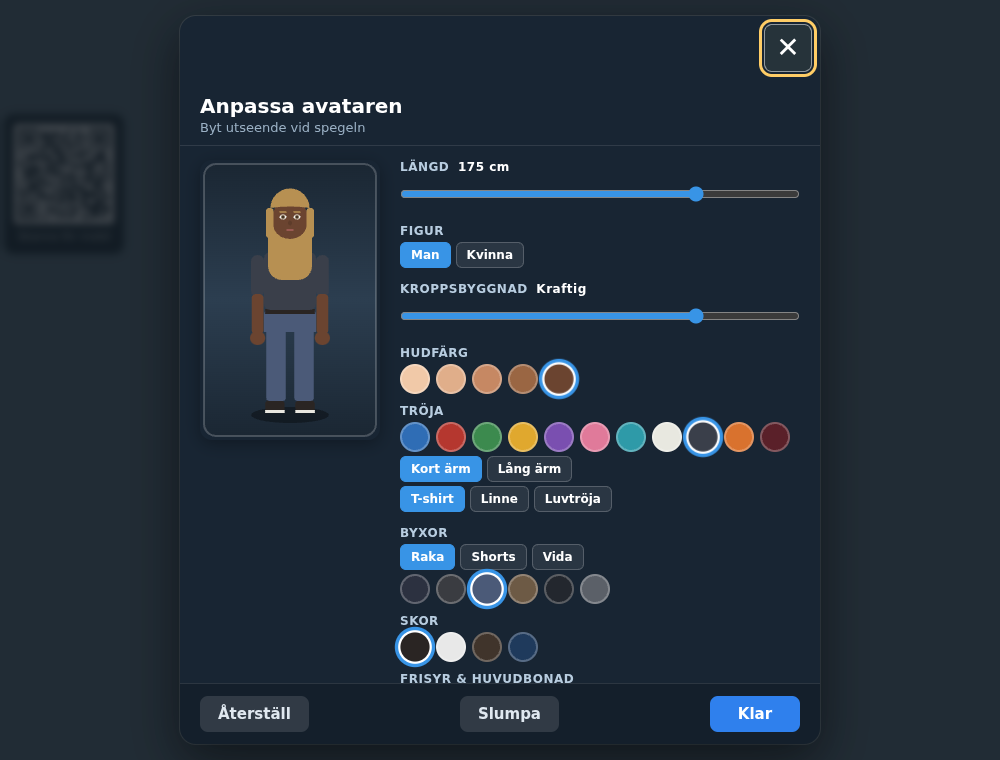 ✕
Anpassa avataren
Byt utseende vid spegeln
LÄNGD 175 cm
FIGUR
Man Kvinna
KROPPSBYGGNAD Kraftig
HUDFÄRG
TRÖJA
Kort ärm Lång ärm
T-shirt Linne Luvtröja
BYXOR
Raka Shorts Vida
SKOR
FRISYR & HUVUDBONAD
Återställ Slumpa Klar